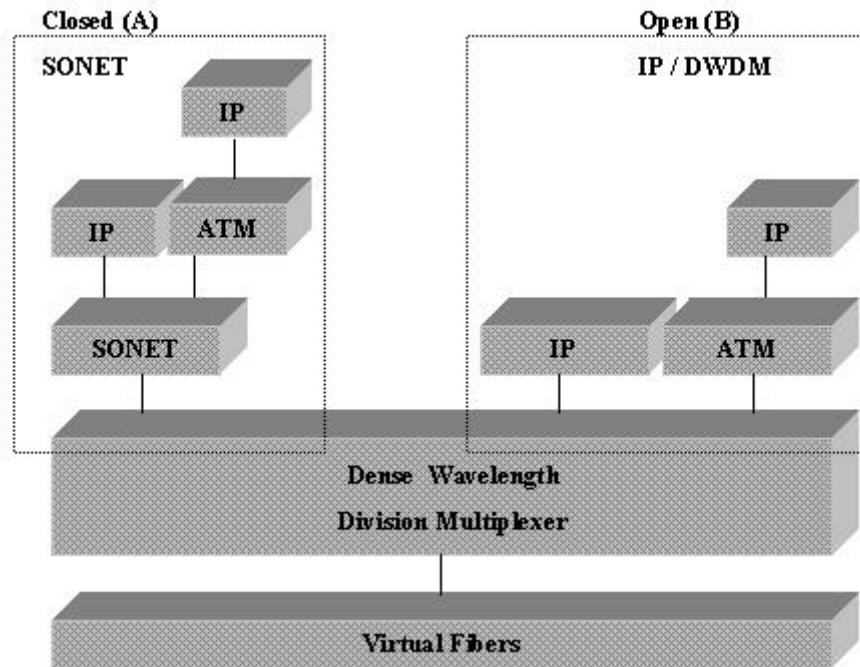 Closed (A)
Open (B)
SONET
IP / DWDM
IP
IP
ATM
IP
SONET
IP
ATM
Dense Wavelength
Division Multiplexer
Virtual Fibers